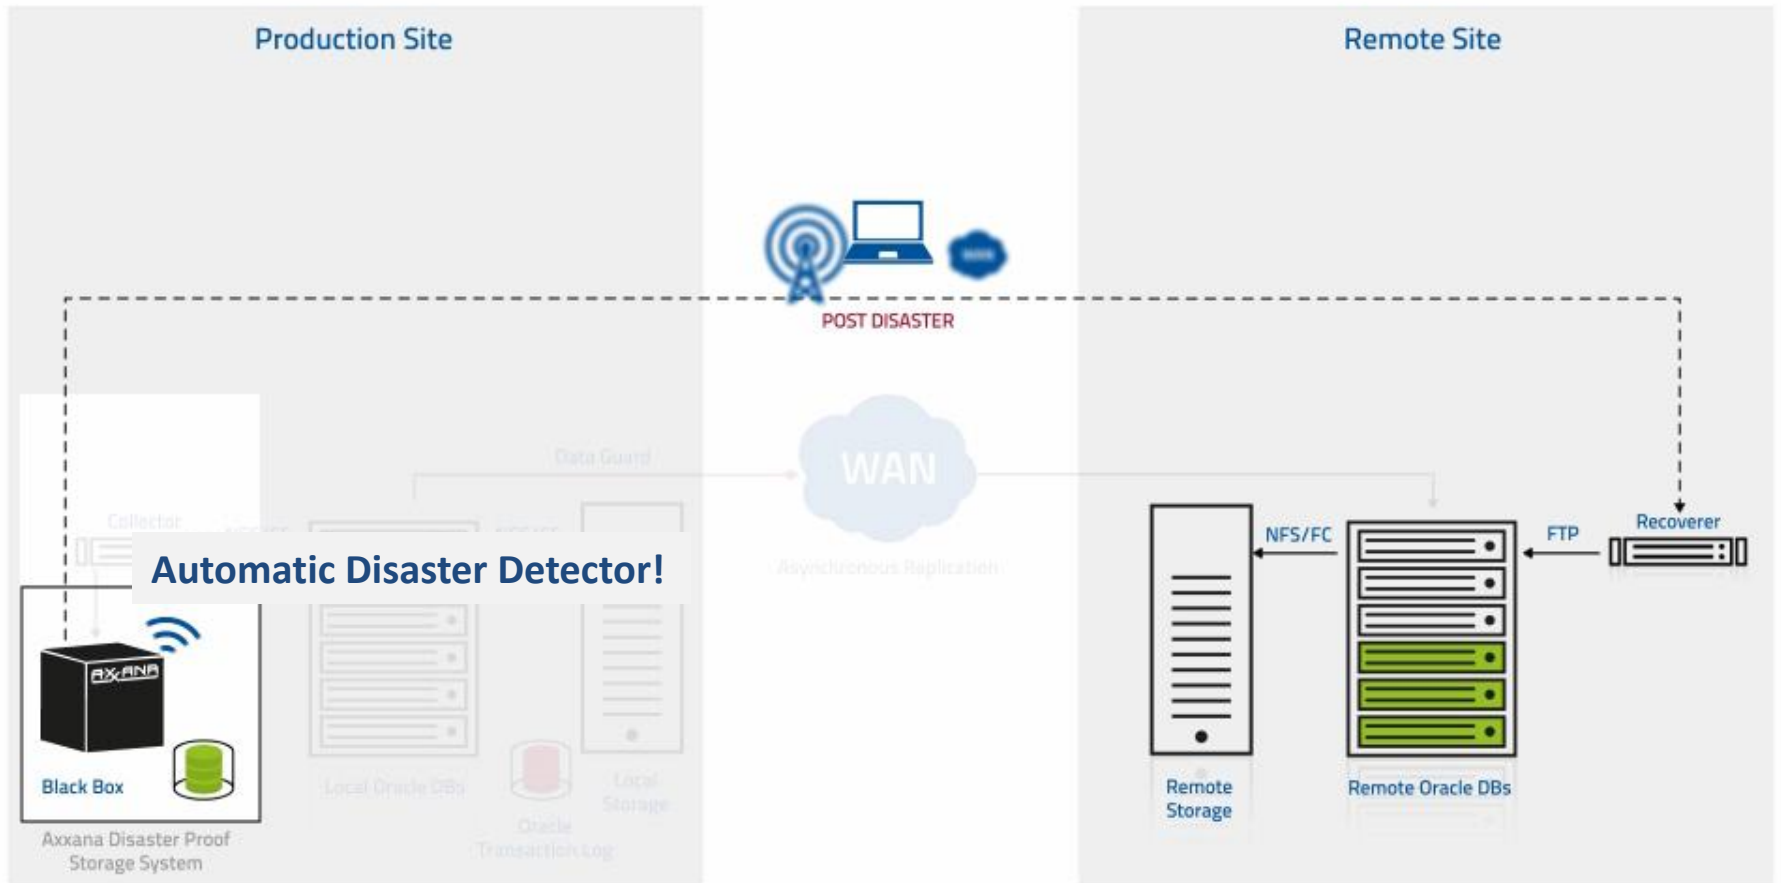 Production Site
Remote Site
POST DISASTER
Data Guard
WAN
Collector
NFS/FC
Recoverer
FTP
Automatic Disaster Detector!
Asynchronous Replication
AXXANA
Black Box
Local Oracle DBs
Local
Storage
Oracle
Transaction Log
Remote
Storage
Remote Oracle DBs
Axxana Disaster Proof
Storage System